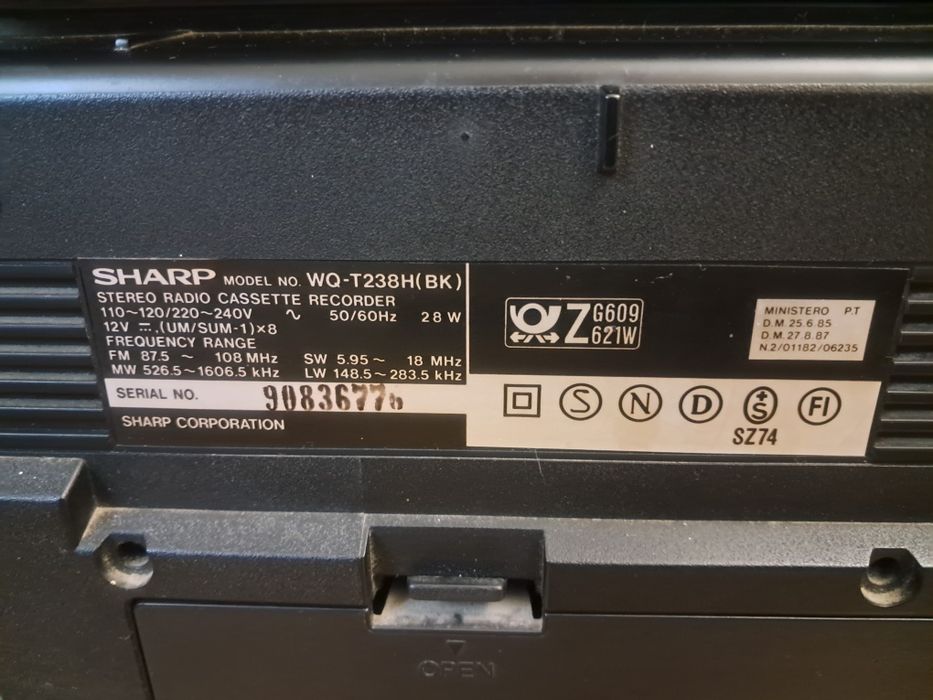 SHARP MODEL NO. WQ-T238H(BK)
STEREO RADIO CASSETTE RECORDER
110~120/220~240V ∿ 50/60Hz 28W
12V ⎓,(UM/SUM-1)×8
FREQUENCY RANGE
FM 87.5 ~ 108 MHz SW 5.95 ~ 18 MHz
MW 526.5~1606.5 kHz LW 148.5~283.5 kHz
SERIAL NO. 9083677
SHARP CORPORATION
Z G609
621W
MINISTERO P.T
D.M. 25.6.85
D.M. 27.8.87
N.2/01182/06235
S N D +S FI
SZ74
OPEN